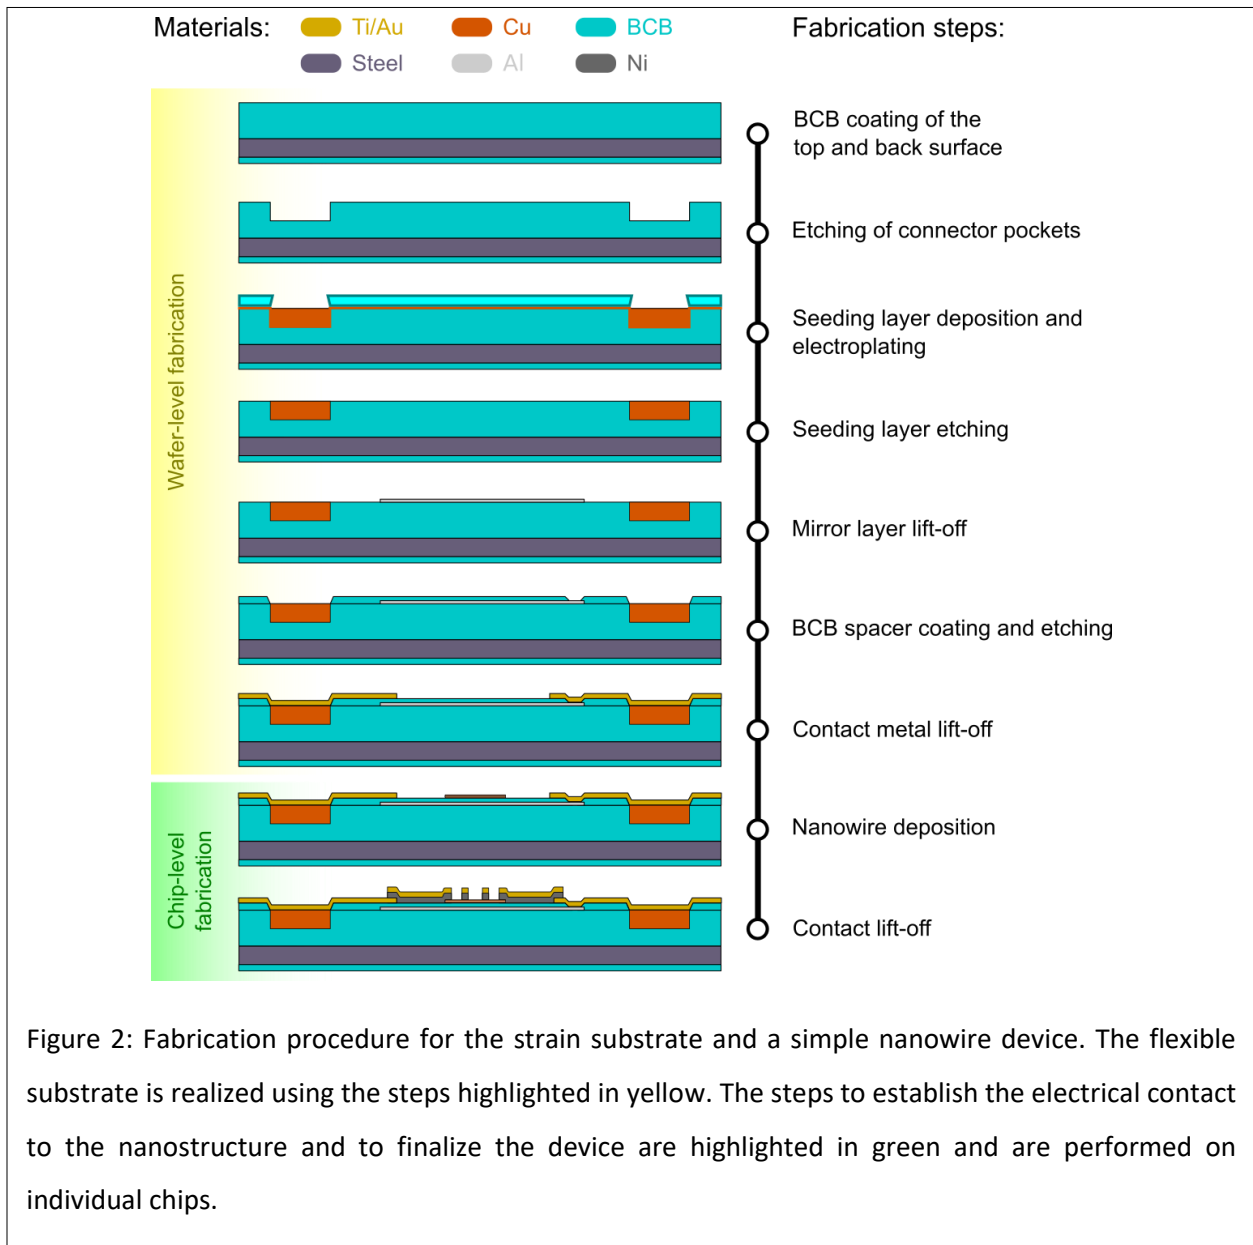 Materials: Ti/Au Cu BCB Fabrication steps:
Steel Al Ni
Wafer-level fabrication
BCB coating of the
top and back surface
Etching of connector pockets
Seeding layer deposition and
electroplating
Seeding layer etching
Mirror layer lift-off
BCB spacer coating and etching
Contact metal lift-off
Chip-level
fabrication
Nanowire deposition
Contact lift-off
Figure 2: Fabrication procedure for the strain substrate and a simple nanowire device. The flexible
substrate is realized using the steps highlighted in yellow. The steps to establish the electrical contact
to the nanostructure and to finalize the device are highlighted in green and are performed on
individual chips.